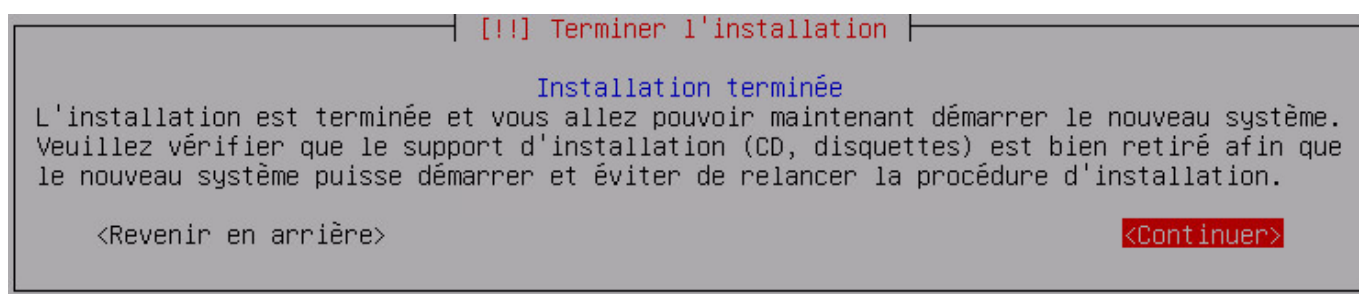 [!!] Terminer l'installation
Installation terminée
L'installation est terminée et vous allez pouvoir maintenant démarrer le nouveau système.
Veuillez vérifier que le support d'installation (CD, disquettes) est bien retiré afin que
le nouveau système puisse démarrer et éviter de relancer la procédure d'installation.
<Revenir en arrière> <Continuer>